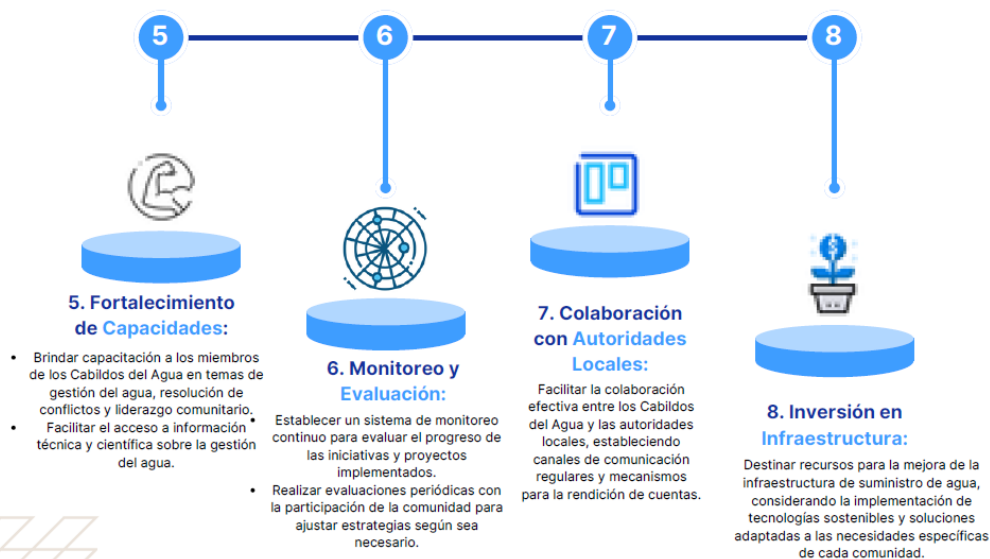 5
6
7
8
5. Fortalecimiento
de Capacidades:
• Brindar capacitación a los miembros
de los Cabildos del Agua en temas de
gestión del agua, resolución de
conflictos y liderazgo comunitario.
• Facilitar el acceso a información
técnica y científica sobre la gestión
del agua.
6. Monitoreo y
Evaluación:
• Establecer un sistema de monitoreo
continuo para evaluar el progreso de
las iniciativas y proyectos
implementados.
• Realizar evaluaciones periódicas con
la participación de la comunidad para
ajustar estrategias según sea
necesario.
7. Colaboración
con Autoridades
Locales:
Facilitar la colaboración
efectiva entre los Cabildos
del Agua y las autoridades
locales, estableciendo
canales de comunicación
regulares y mecanismos
para la rendición de cuentas.
8. Inversión en
Infraestructura:
Destinar recursos para la mejora de la
infraestructura de suministro de agua,
considerando la implementación de
tecnologías sostenibles y soluciones
adaptadas a las necesidades específicas
de cada comunidad.